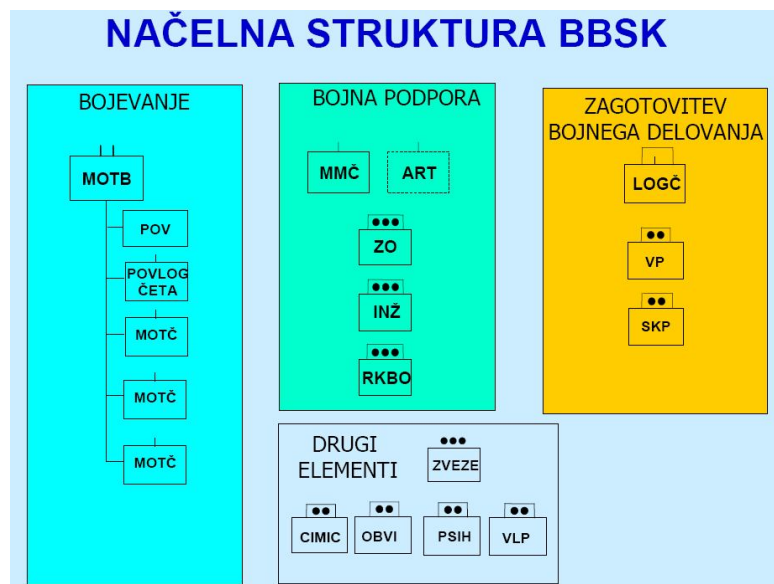 NAČELNA STRUKTURA BBSK
BOJEVANJE
MOTB
POV
POVLOG
ČETA
MOTČ
MOTČ
MOTČ
BOJNA PODPORA
MMČ
ART
ZO
INŽ
RKBO
ZAGOTOVITEV
BOJNEGA DELOVANJA
LOGČ
VP
SKP
DRUGI
ELEMENTI
ZVEZE
CIMIC
OBVI
PSIH
VLP